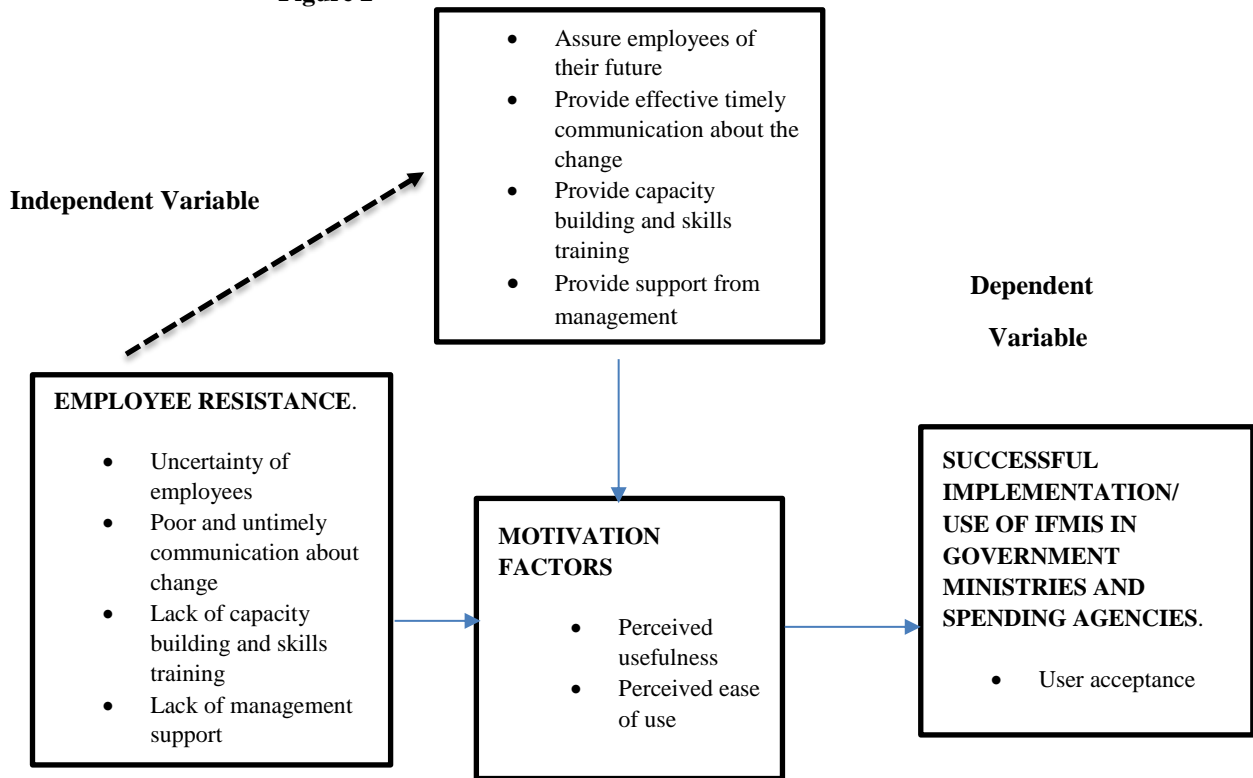 Figure 2
• Assure employees of
their future
• Provide effective timely
communication about the
change
• Provide capacity
building and skills
training
• Provide support from
management
Independent Variable
Dependent
Variable
EMPLOYEE RESISTANCE.
• Uncertainty of
employees
• Poor and untimely
communication about
change
• Lack of capacity
building and skills
training
• Lack of management
support
MOTIVATION
FACTORS
• Perceived
usefulness
• Perceived ease
of use
SUCCESSFUL
IMPLEMENTATION/
USE OF IFMIS IN
GOVERNMENT
MINISTRIES AND
SPENDING AGENCIES.
• User acceptance